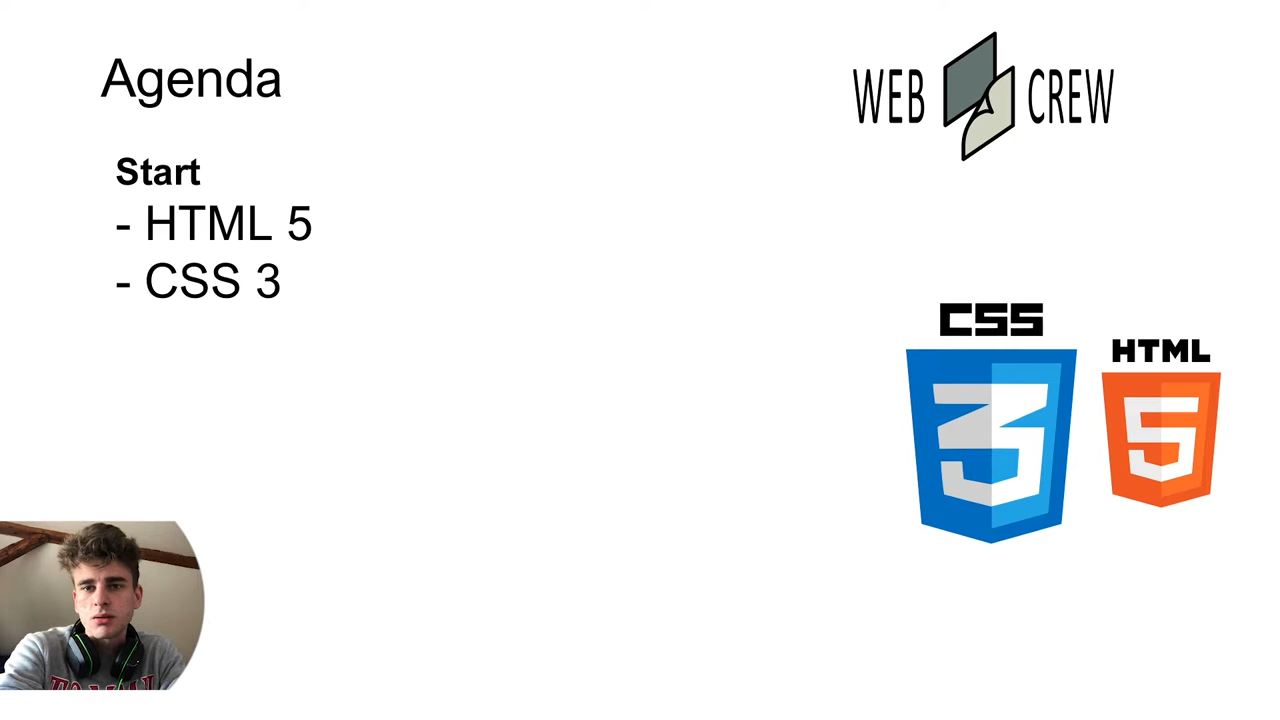 Agenda
WEB CREW
Start
- HTML 5
- CSS 3
CSS
3
HTML
5